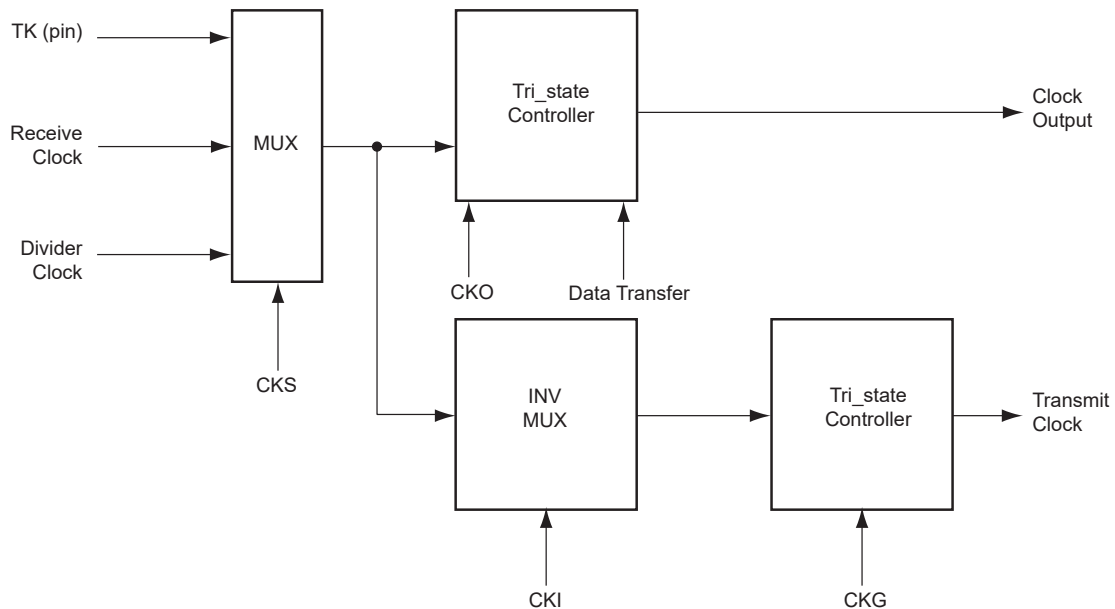 TK (pin)
Receive
Clock
Divider
Clock
MUX
CKS
Tri_state
Controller
CKO
Data Transfer
Clock
Output
INV
MUX
CKI
Tri_state
Controller
CKG
Transmit
Clock